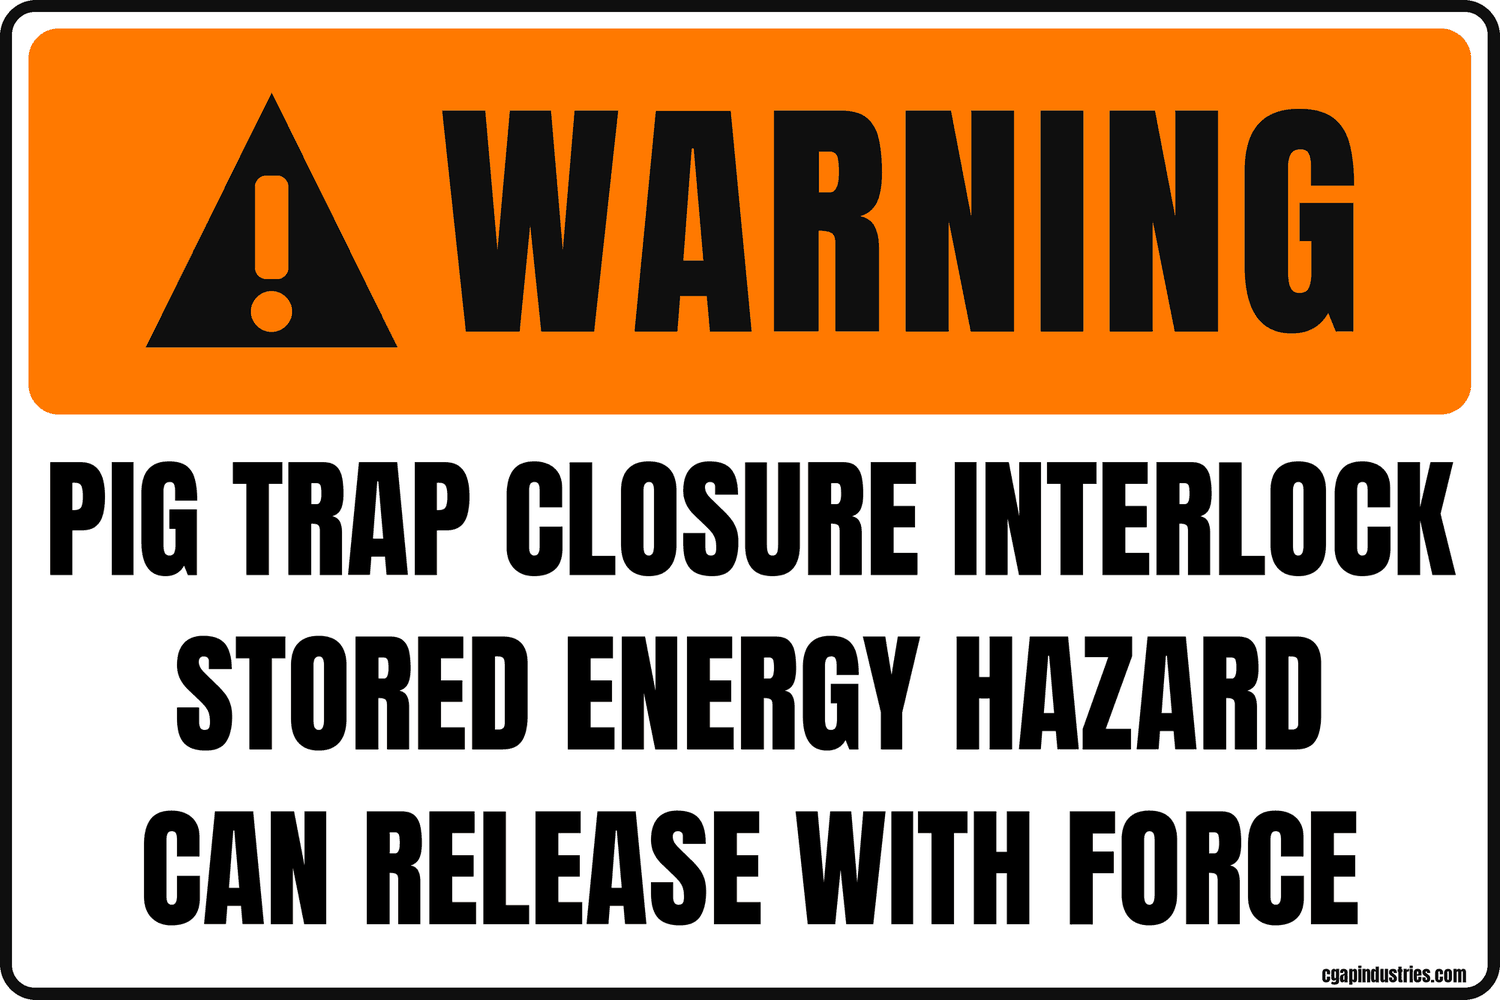 WARNING
PIG TRAP CLOSURE INTERLOCK
STORED ENERGY HAZARD
CAN RELEASE WITH FORCE
cgapindustries.com